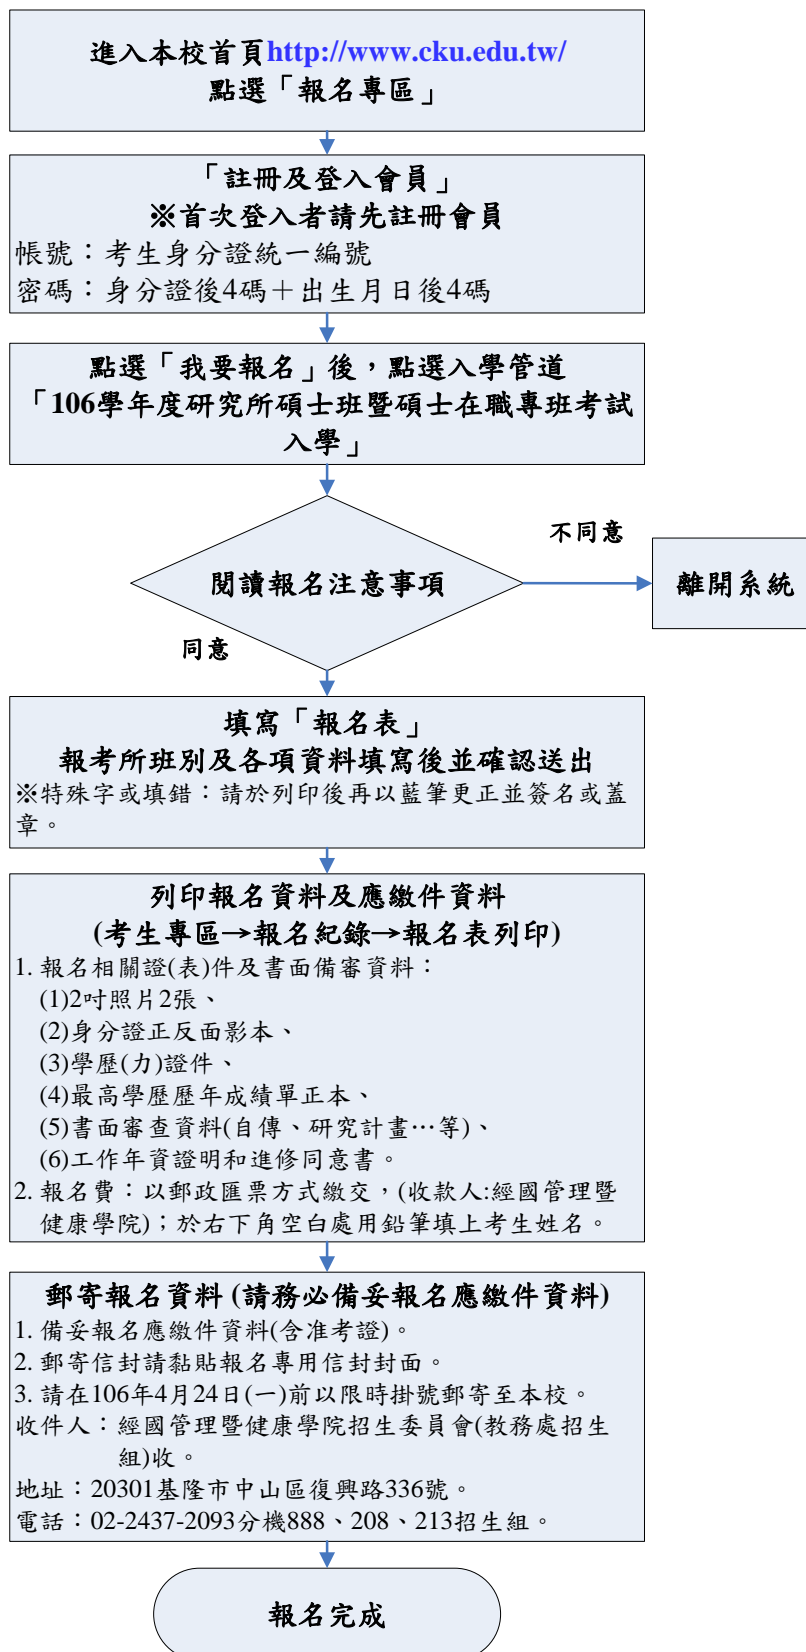 進入本校首頁http://www.cku.edu.tw/
點選「報名專區」
「註冊及登入會員」
※首次登入者請先註冊會員
帳號：考生身分證統一編號
密碼：身分證後4碼＋出生月日後4碼
點選「我要報名」後，點選入學管道
「106學年度研究所碩士班暨碩士在職專班考試
入學」
閱讀報名注意事項
不同意
離開系統
同意
填寫「報名表」
報考所班別及各項資料填寫後並確認送出
※特殊字或填錯：請於列印後再以藍筆更正並簽名或蓋
章。
列印報名資料及應繳件資料
(考生專區→報名紀錄→報名表列印)
1. 報名相關證(表)件及書面備審資料：
(1)2吋照片2張、
(2)身分證正反面影本、
(3)學歷(力)證件、
(4)最高學歷歷年成績單正本、
(5)書面審查資料(自傳、研究計畫…等)、
(6)工作年資證明和進修同意書。
2. 報名費：以郵政匯票方式繳交，(收款人:經國管理暨
健康學院)；於右下角空白處用鉛筆填上考生姓名。
郵寄報名資料 (請務必備妥報名應繳件資料)
1. 備妥報名應繳件資料(含准考證)。
2. 郵寄信封請黏貼報名專用信封封面。
3. 請在106年4月24日(一)前以限時掛號郵寄至本校。
收件人：經國管理暨健康學院招生委員會(教務處招生
組)收。
地址：20301基隆市中山區復興路336號。
電話：02-2437-2093分機888、208、213招生組。
報名完成